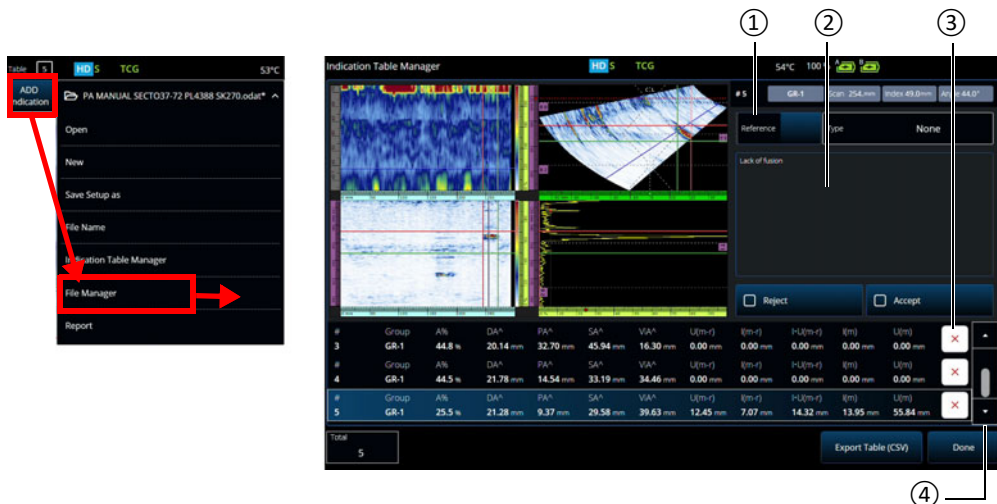 ① ② ③
Table 5 HD S TCG 53°C
ADD
Indication
PA MANUAL SECTO37-72 PL4388 SK270.odat*
Open
New
Save Setup as
File Name
Indication Table Manager
File Manager
Report
Indication Table Manager HD S TCG 54°C 100 % A B
# 5 GR-1 Scan 254.mm Index 49.0mm Angle 44.0°
Reference Type None
Lack of fusion
Reject Accept
# Group A% DA^ PA^ SA^ VIA^ U(m-r) I(m-r) I-U(m-r) I(m) U(m)
3 GR-1 44.8 % 20.14 mm 32.70 mm 45.94 mm 16.30 mm 0.00 mm 0.00 mm 0.00 mm 0.00 mm 0.00 mm
# Group A% DA^ PA^ SA^ VIA^ U(m-r) I(m-r) I-U(m-r) I(m) U(m)
4 GR-1 44.5 % 21.78 mm 14.54 mm 33.19 mm 34.46 mm 0.00 mm 0.00 mm 0.00 mm 0.00 mm 0.00 mm
# Group A% DA^ PA^ SA^ VIA^ U(m-r) I(m-r) I-U(m-r) I(m) U(m)
5 GR-1 25.5 % 21.28 mm 9.37 mm 29.58 mm 39.63 mm 12.45 mm 7.07 mm 14.32 mm 13.95 mm 55.84 mm
Total
5
Export Table (CSV) Done
④